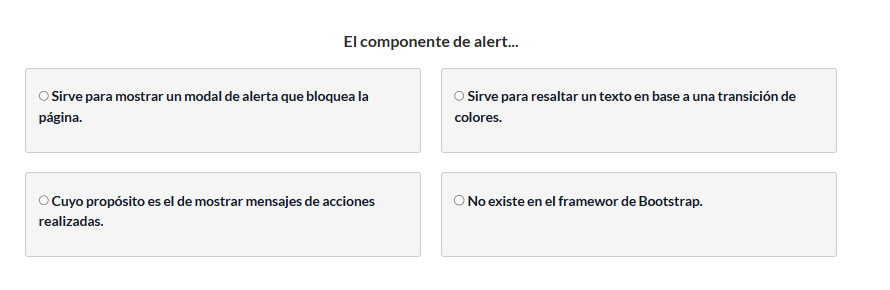 El componente de alert...
Sirve para mostrar un modal de alerta que bloquea la
página.
Sirve para resaltar un texto en base a una transición de
colores.
Cuyo propósito es el de mostrar mensajes de acciones
realizadas.
No existe en el framewor de Bootstrap.